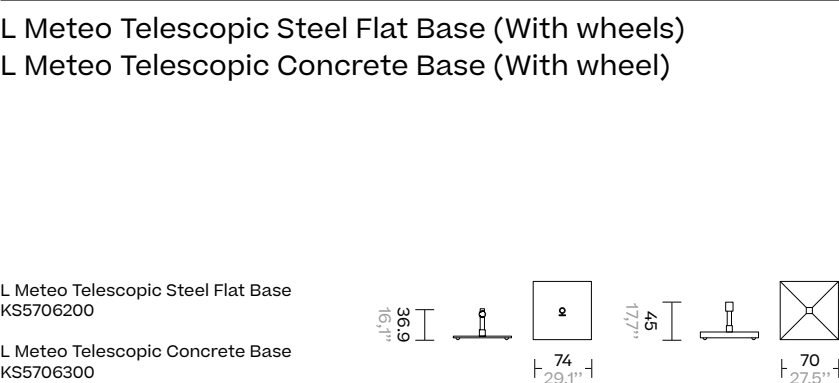 L Meteo Telescopic Steel Flat Base (With wheels)
L Meteo Telescopic Concrete Base (With wheel)
L Meteo Telescopic Steel Flat Base
KS5706200
L Meteo Telescopic Concrete Base
KS5706300
36.9
16,1’’
74
29.1’’
45
17,7’’
70
27.5’’